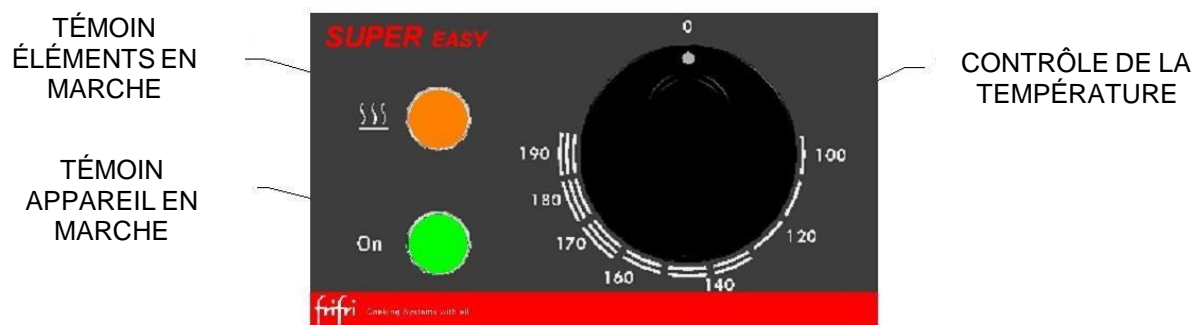 TÉMOIN
ÉLÉMENTS EN
MARCHE
TÉMOIN
APPAREIL EN
MARCHE
SUPER EASY
On
0
100
120
140
160
170
180
190
frifri Cooking Systems with oil
CONTRÔLE DE LA
TEMPÉRATURE